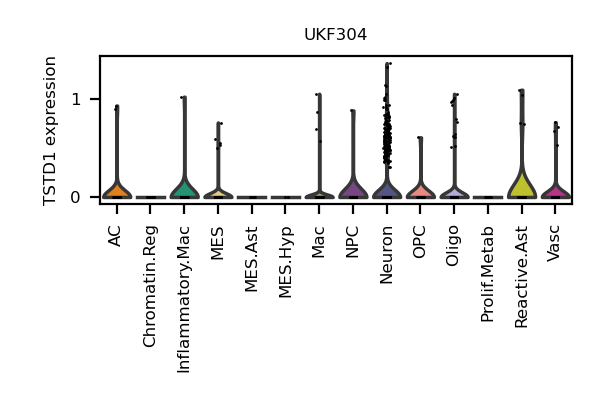 UKF304
TSTD1 expression
1
0
AC
Chromatin.Reg
Inflammatory.Mac
MES
MES.Ast
MES.Hyp
Mac
NPC
Neuron
OPC
Oligo
Prolif.Metab
Reactive.Ast
Vasc